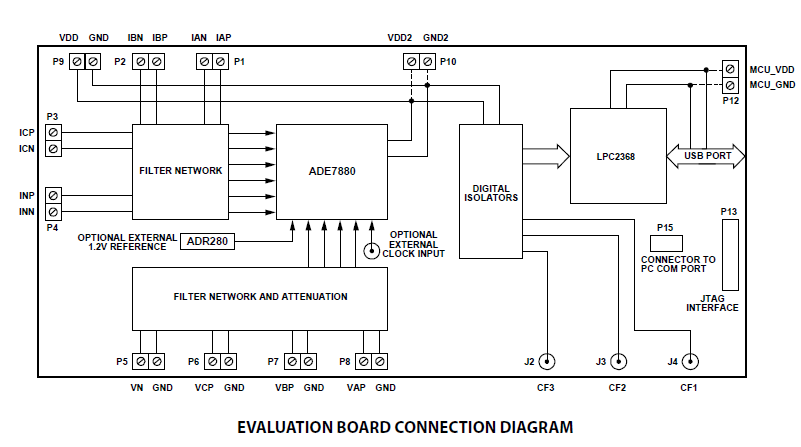 VDD GND IBN IBP IAN IAP VDD2 GND2
P9 P2 P1 P10
MCU_VDD
MCU_GND
P12
P3
ICP
ICN
INP
INN
P4
FILTER NETWORK
ADE7880
DIGITAL
ISOLATORS
LPC2368
USB PORT
OPTIONAL EXTERNAL
1.2V REFERENCE
ADR280
OPTIONAL
EXTERNAL
CLOCK INPUT
P15
CONNECTOR TO
PC COM PORT
P13
JTAG
INTERFACE
FILTER NETWORK AND ATTENUATION
P5 P6 P7 P8 J2 J3 J4
VN GND VCP GND VBP GND VAP GND CF3 CF2 CF1
EVALUATION BOARD CONNECTION DIAGRAM